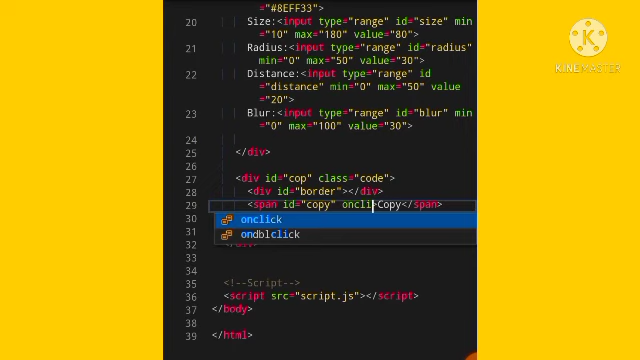 ="#8EFF33">
20 Size:<input type="range" id="size" min
="10" max="180" value="80">
21 Radius:<input type="range" id="radius"
min="0" max="50" value="30">
22 Distance:<input type="range" id
="distance" min="0" max="50" value
="20">
23 Blur:<input type="range" id="blur" min
="0" max="100" value="30">
24
25 </div>
26
27 <div id="cop" class="code">
28 <div id="border"></div>
29 <span id="copy" oncli>Copy</span>
30 onclick
31 ondblclick
32 </div>
33
34
35 <!--Script-->
36 <script src="script.js"></script>
37 </body>
38
39 </html>
K
KINEMASTER